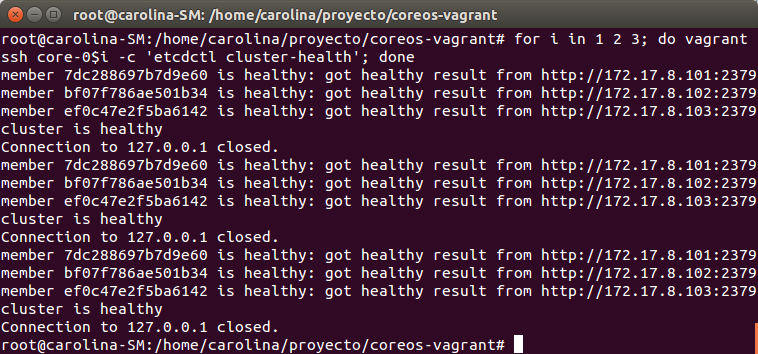 root@carolina-SM: /home/carolina/proyecto/coreos-vagrant
root@carolina-SM:/home/carolina/proyecto/coreos-vagrant# for i in 1 2 3; do vagrant
ssh core-0$i -c 'etcdctl cluster-health'; done
member 7dc288697b7d9e60 is healthy: got healthy result from http://172.17.8.101:2379
member bf07f786ae501b34 is healthy: got healthy result from http://172.17.8.102:2379
member ef0c47e2f5ba6142 is healthy: got healthy result from http://172.17.8.103:2379
cluster is healthy
Connection to 127.0.0.1 closed.
member 7dc288697b7d9e60 is healthy: got healthy result from http://172.17.8.101:2379
member bf07f786ae501b34 is healthy: got healthy result from http://172.17.8.102:2379
member ef0c47e2f5ba6142 is healthy: got healthy result from http://172.17.8.103:2379
cluster is healthy
Connection to 127.0.0.1 closed.
member 7dc288697b7d9e60 is healthy: got healthy result from http://172.17.8.101:2379
member bf07f786ae501b34 is healthy: got healthy result from http://172.17.8.102:2379
member ef0c47e2f5ba6142 is healthy: got healthy result from http://172.17.8.103:2379
cluster is healthy
Connection to 127.0.0.1 closed.
root@carolina-SM:/home/carolina/proyecto/coreos-vagrant#